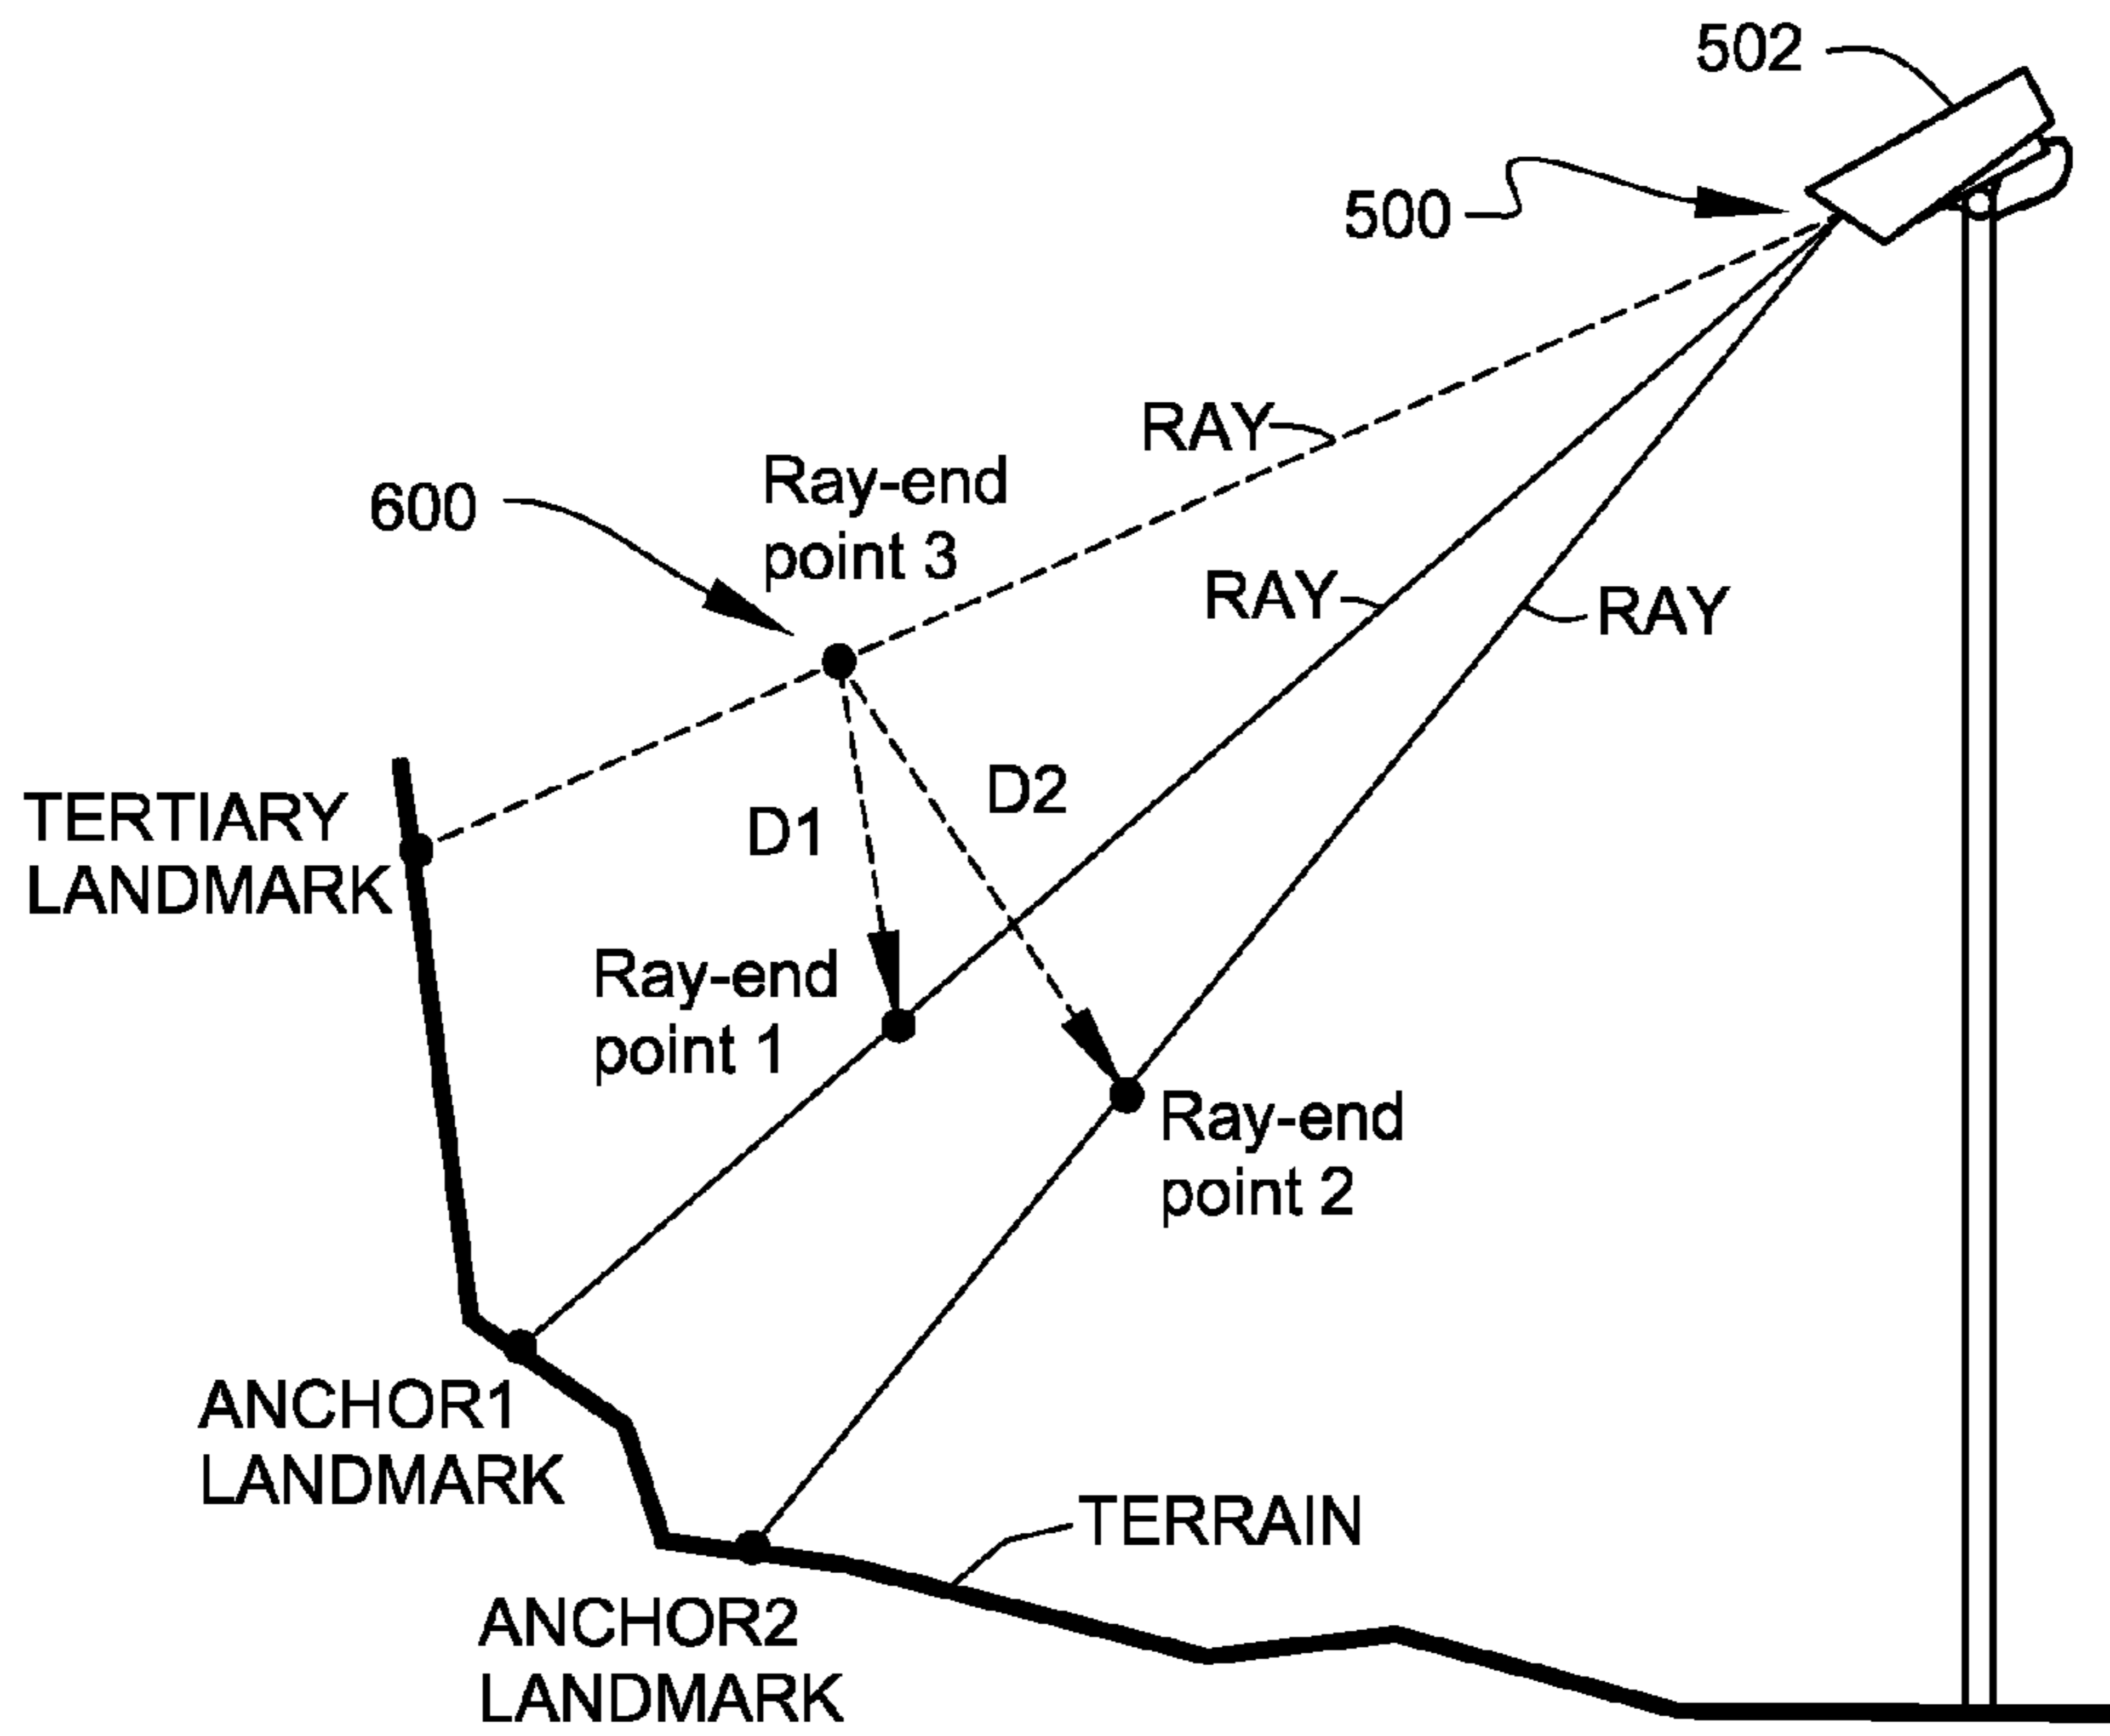 502
500
RAY
Ray-end
point 3
600
RAY
RAY
D2
D1
TERTIARY
LANDMARK
Ray-end
point 1
Ray-end
point 2
ANCHOR1
LANDMARK
TERRAIN
ANCHOR2
LANDMARK